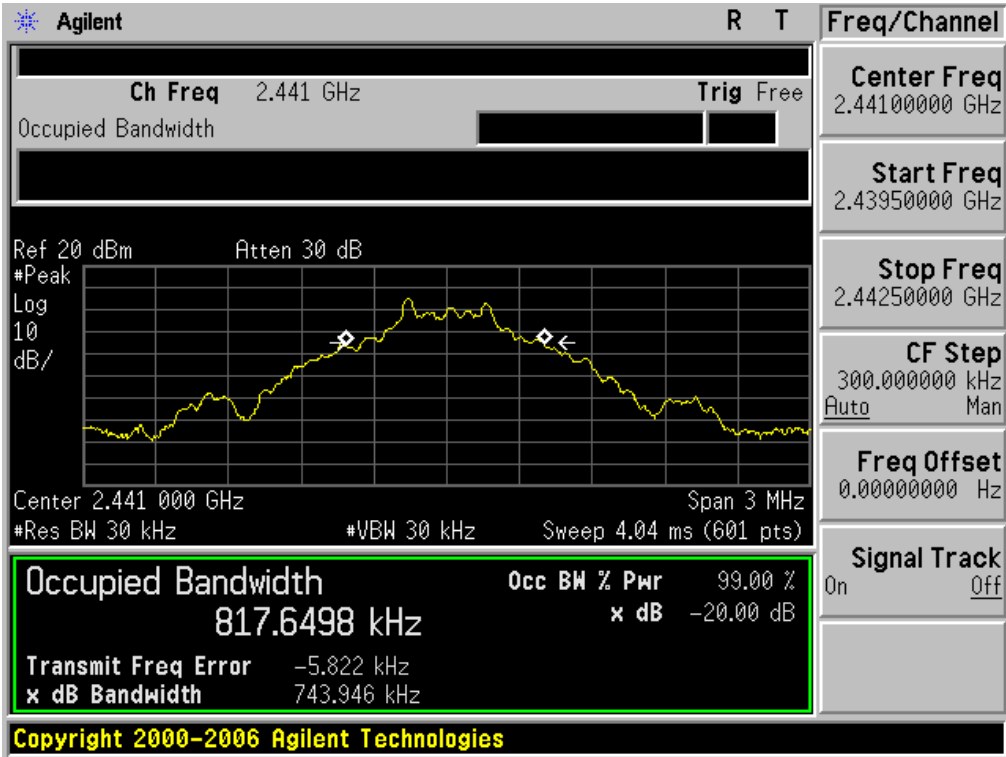 Agilent R T
Freq/Channel
Ch Freq 2.441 GHz Trig Free
Occupied Bandwidth
Ref 20 dBm Atten 30 dB
#Peak
Log
10
dB/
Center 2.441 000 GHz Span 3 MHz
#Res BW 30 kHz #VBW 30 kHz Sweep 4.04 ms (601 pts)
Occupied Bandwidth
817.6498 kHz
Occ BW % Pwr 99.00 %
x dB -20.00 dB
Transmit Freq Error -5.822 kHz
x dB Bandwidth 743.946 kHz
Center Freq
2.44100000 GHz
Start Freq
2.43950000 GHz
Stop Freq
2.44250000 GHz
CF Step
300.000000 kHz
Auto Man
Freq Offset
0.00000000 Hz
Signal Track
On Off
Copyright 2000-2006 Agilent Technologies